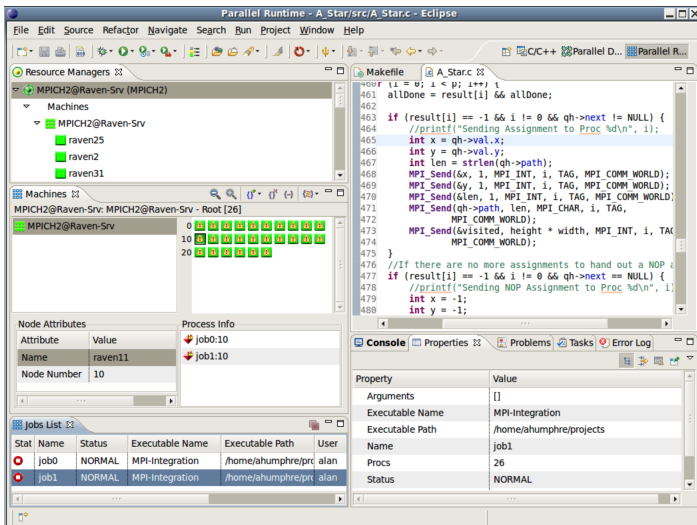 Parallel Runtime - A_Star/src/A_Star.c - Eclipse
File Edit Source Refactor Navigate Search Run Project Window Help
C/C++ Parallel D... Parallel R...
Resource Managers
MPICH2@Raven-Srv (MPICH2)
Machines
MPICH2@Raven-Srv
raven25
raven2
raven31
Machines
MPICH2@Raven-Srv: MPICH2@Raven-Srv - Root [26]
MPICH2@Raven-Srv
0
10
20
Node Attributes
Attribute Value
Name raven11
Node Number 10
Process Info
job0:10
job1:10
Jobs List
Stat Name Status Executable Name Executable Path User
job0 NORMAL MPI-Integration /home/ahumphre/prc alan
job1 NORMAL MPI-Integration /home/ahumphre/prc alan
Makefile A_Star.c
460 r (i = 0; i < p; i++) {
461 allDone = result[i] && allDone;
462
463 if (result[i] == -1 && i != 0 && qh->next != NULL) {
464 //printf("Sending Assignment to Proc %d\n", i);
465 int x = qh->val.x;
466 int y = qh->val.y;
467 int len = strlen(qh->path);
468 MPI_Send(&x, 1, MPI_INT, i, TAG, MPI_COMM_WORLD);
469 MPI_Send(&y, 1, MPI_INT, i, TAG, MPI_COMM_WORLD);
470 MPI_Send(&len, 1, MPI_INT, i, TAG, MPI_COMM_WORLD)
471 MPI_Send(qh->path, len, MPI_CHAR, i, TAG,
472 MPI_COMM_WORLD);
473 MPI_Send(&visited, height * width, MPI_INT, i, TAG
474 MPI_COMM_WORLD);
475 }
476 //If there are no more assignments to hand out a NOP a
477 if (result[i] == -1 && i != 0 && qh->next == NULL) {
478 //printf("Sending NOP Assignment to Proc %d\n", i)
479 int x = -1;
480 int y = -1;
Console Properties Problems Tasks Error Log
Property Value
Arguments []
Executable Name MPI-Integration
Executable Path /home/ahumphre/projects
Name job1
Procs 26
Status NORMAL